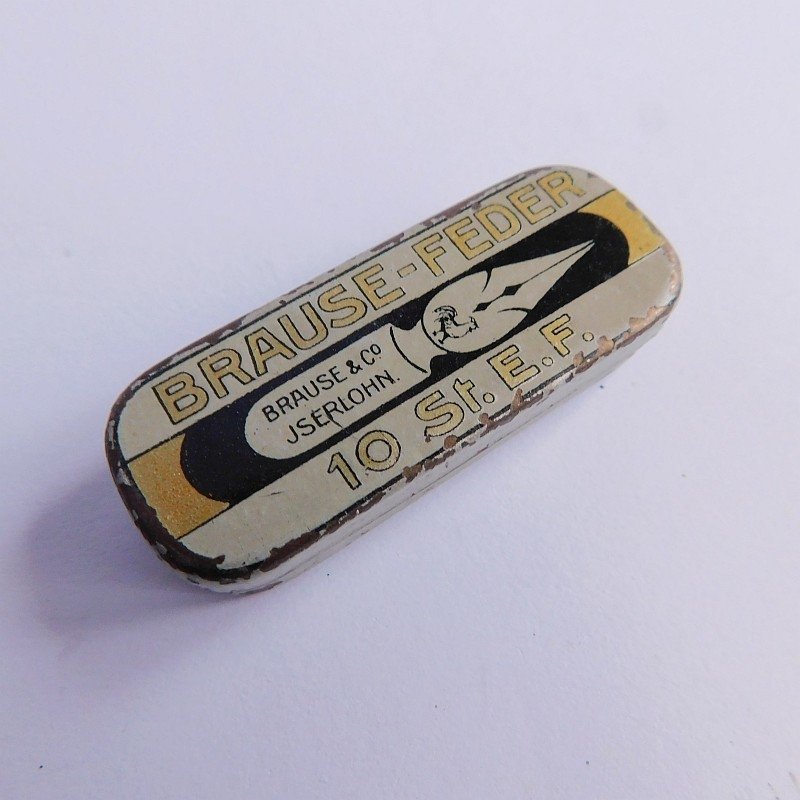 BRAUSE-FEDER
BRAUSE & Co
JSERLOHN.
10 St. E.F.